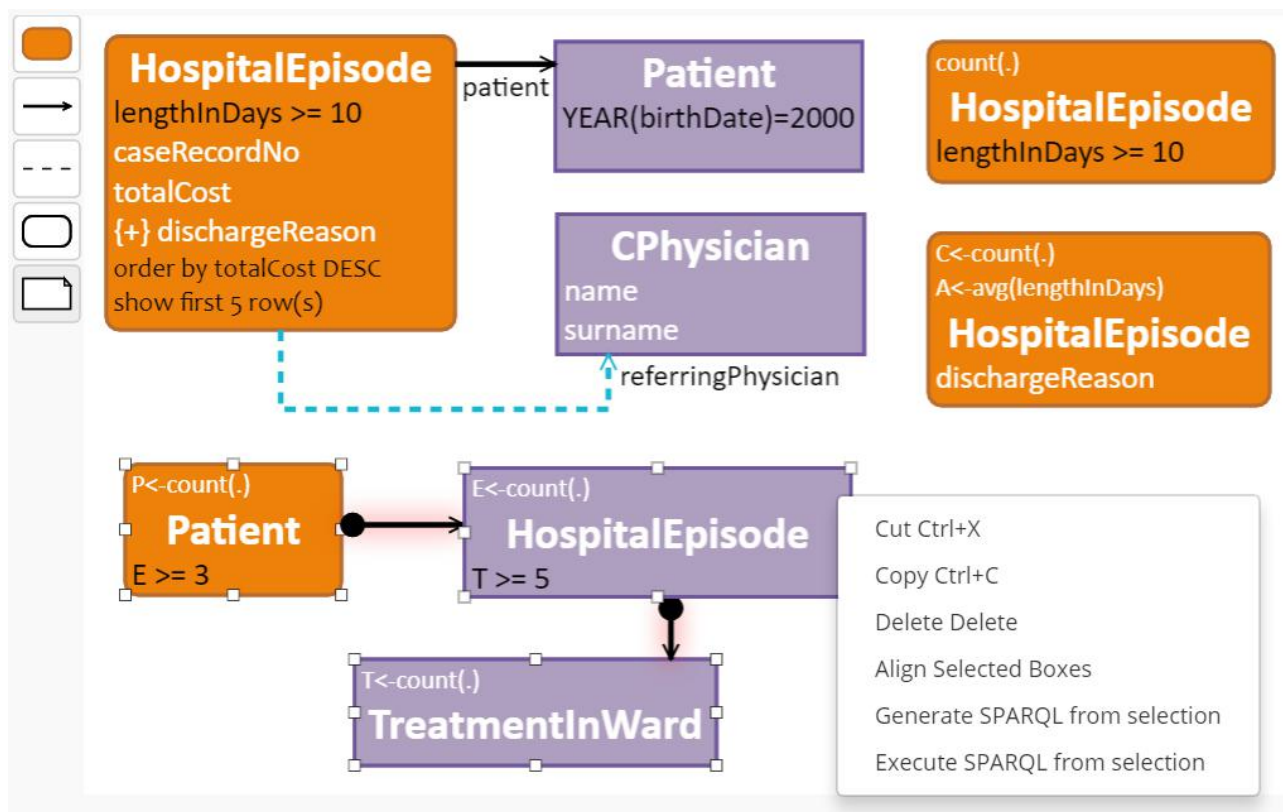 HospitalEpisode
lengthInDays >= 10
caseRecordNo
totalCost
{+} dischargeReason
order by totalCost DESC
show first 5 row(s)
patient
Patient
YEAR(birthDate)=2000
CPhysician
name
surname
referringPhysician
count(.)
HospitalEpisode
lengthInDays >= 10
C<-count(.)
A<-avg(lengthInDays)
HospitalEpisode
dischargeReason
P<-count(.)
Patient
E >= 3
E<-count(.)
HospitalEpisode
T >= 5
T<-count(.)
TreatmentInWard
Cut Ctrl+X
Copy Ctrl+C
Delete Delete
Align Selected Boxes
Generate SPARQL from selection
Execute SPARQL from selection